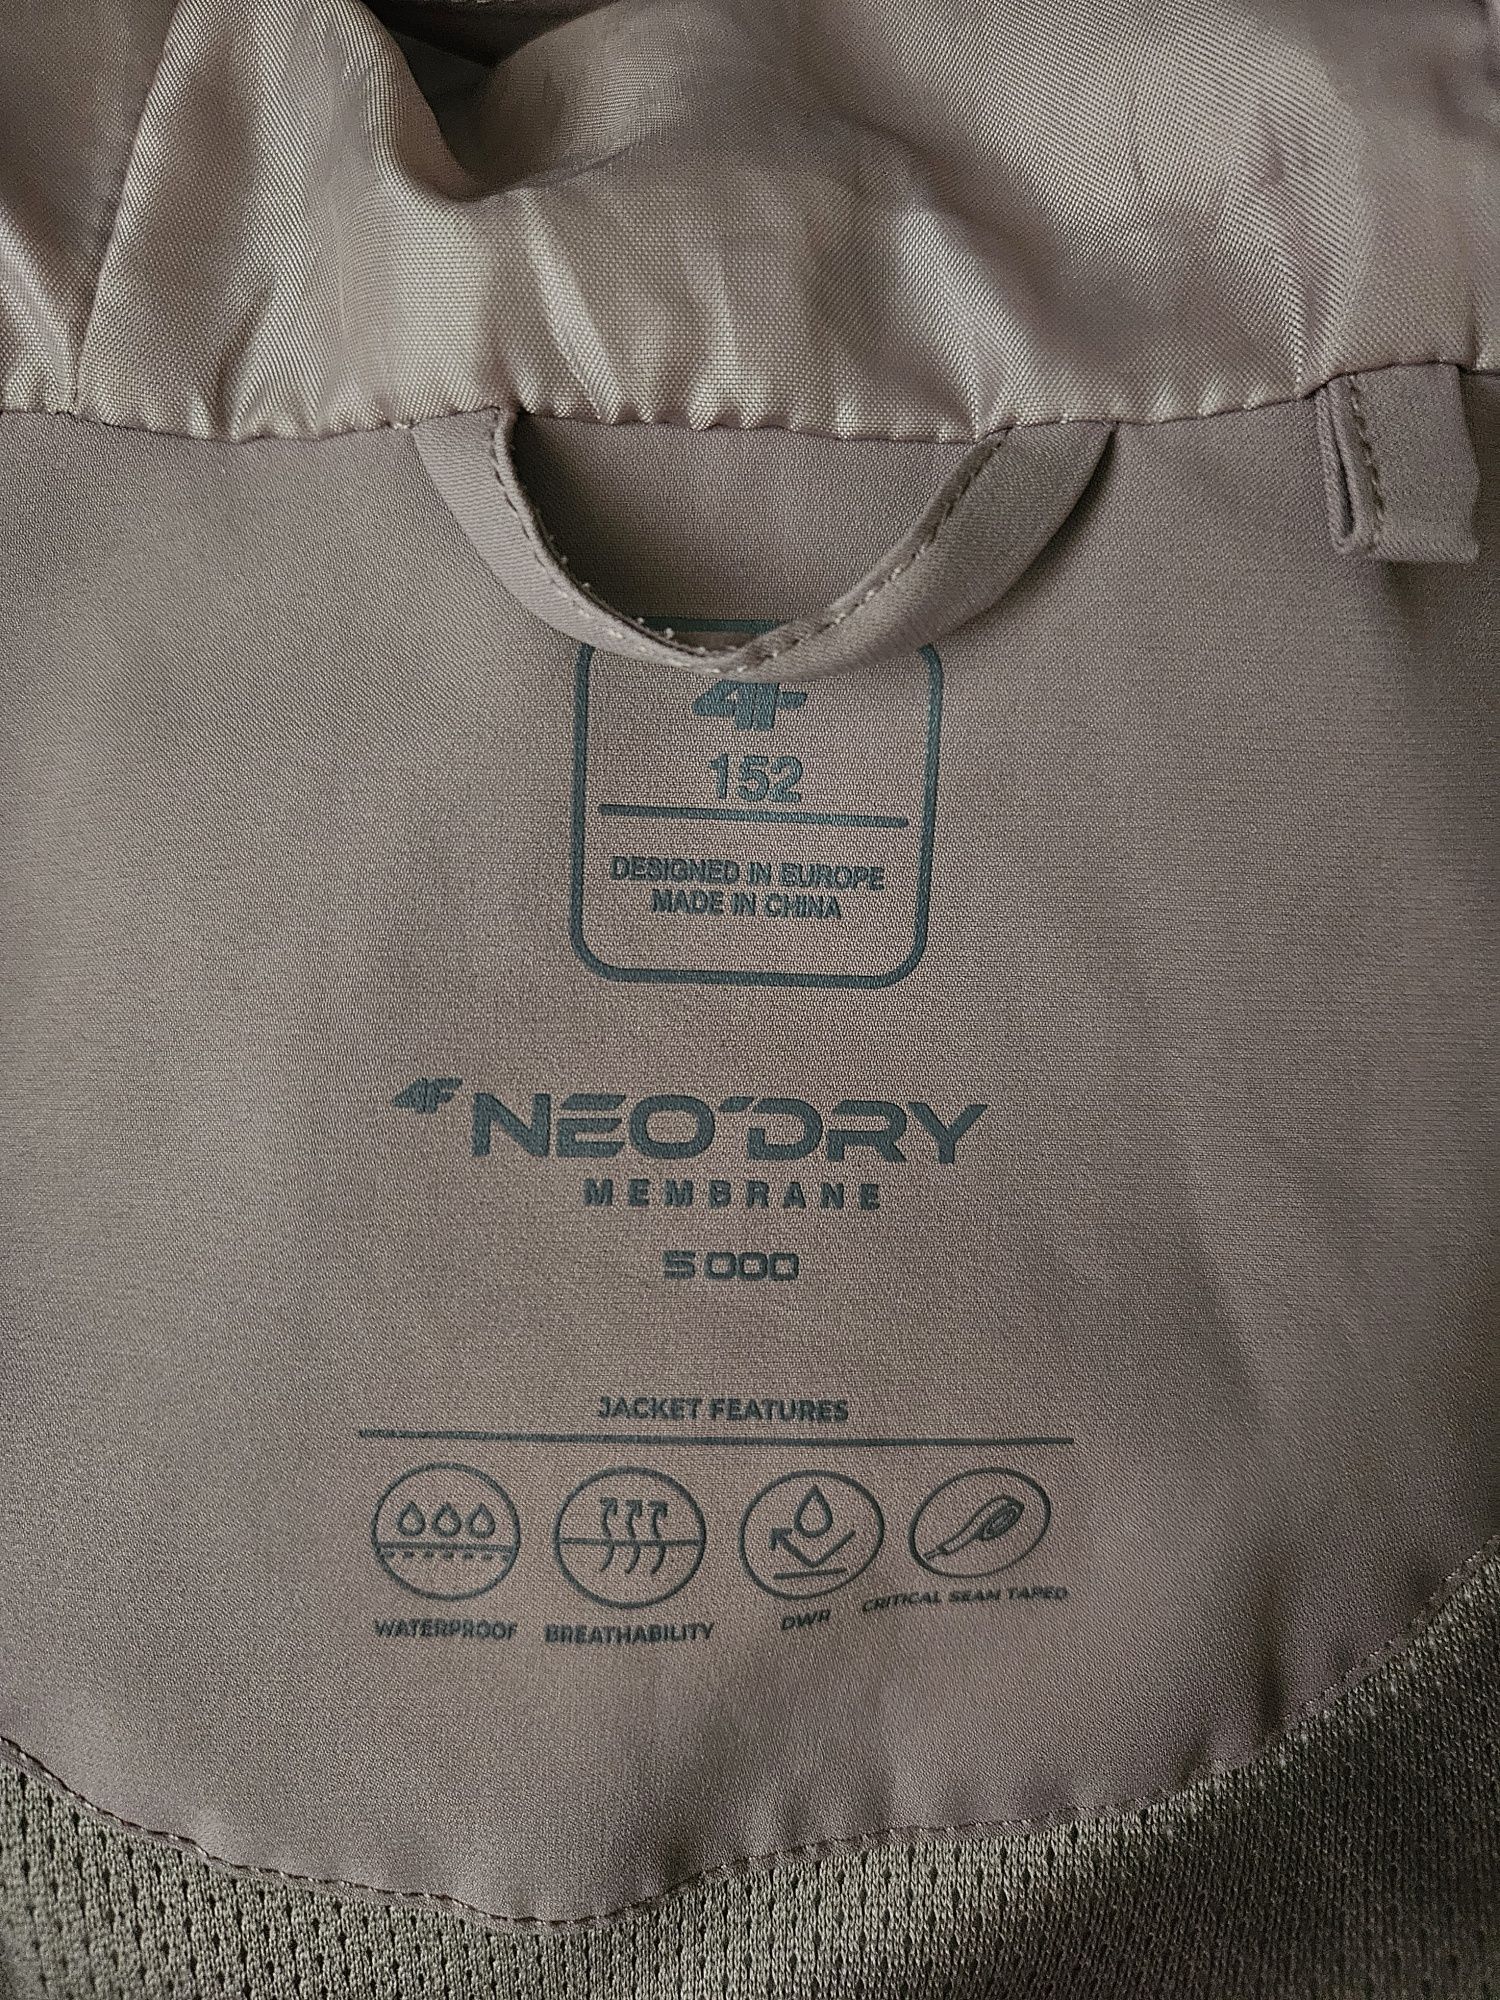 4F
152
DESIGNED IN EUROPE
MADE IN CHINA
4F NEO'DRY
MEMBRANE
5000
JACKET FEATURES
WATERPROOF BREATHABILITY DWR CRITICAL SEAM TAPED